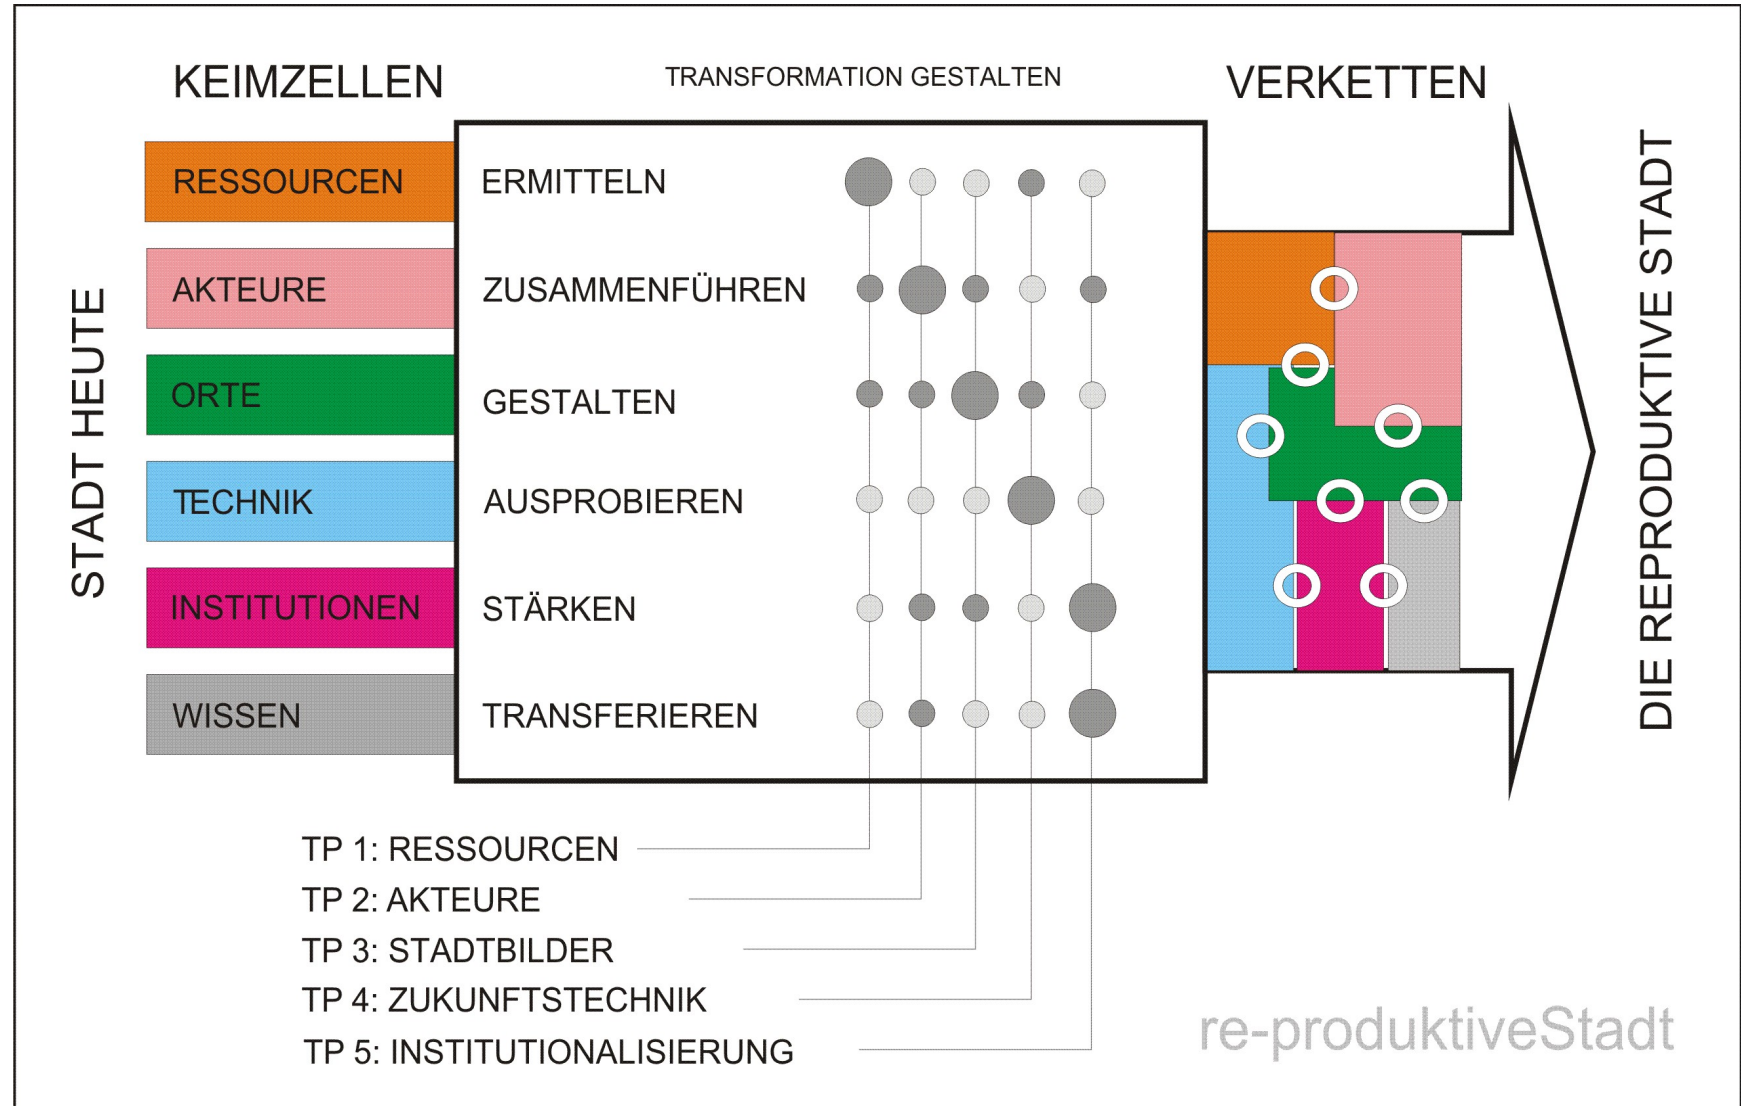 KEIMZELLEN
TRANSFORMATION GESTALTEN
VERKETTEN
STADT HEUTE
RESSOURCEN
ERMITTELN
AKTEURE
ZUSAMMENFÜHREN
ORTE
GESTALTEN
TECHNIK
AUSPROBIEREN
INSTITUTIONEN
STÄRKEN
WISSEN
TRANSFERIEREN
DIE REPRODUKTIVE STADT
TP 1: RESSOURCEN
TP 2: AKTEURE
TP 3: STADTBILDER
TP 4: ZUKUNFTSTECHNIK
TP 5: INSTITUTIONALISIERUNG
re-produktiveStadt